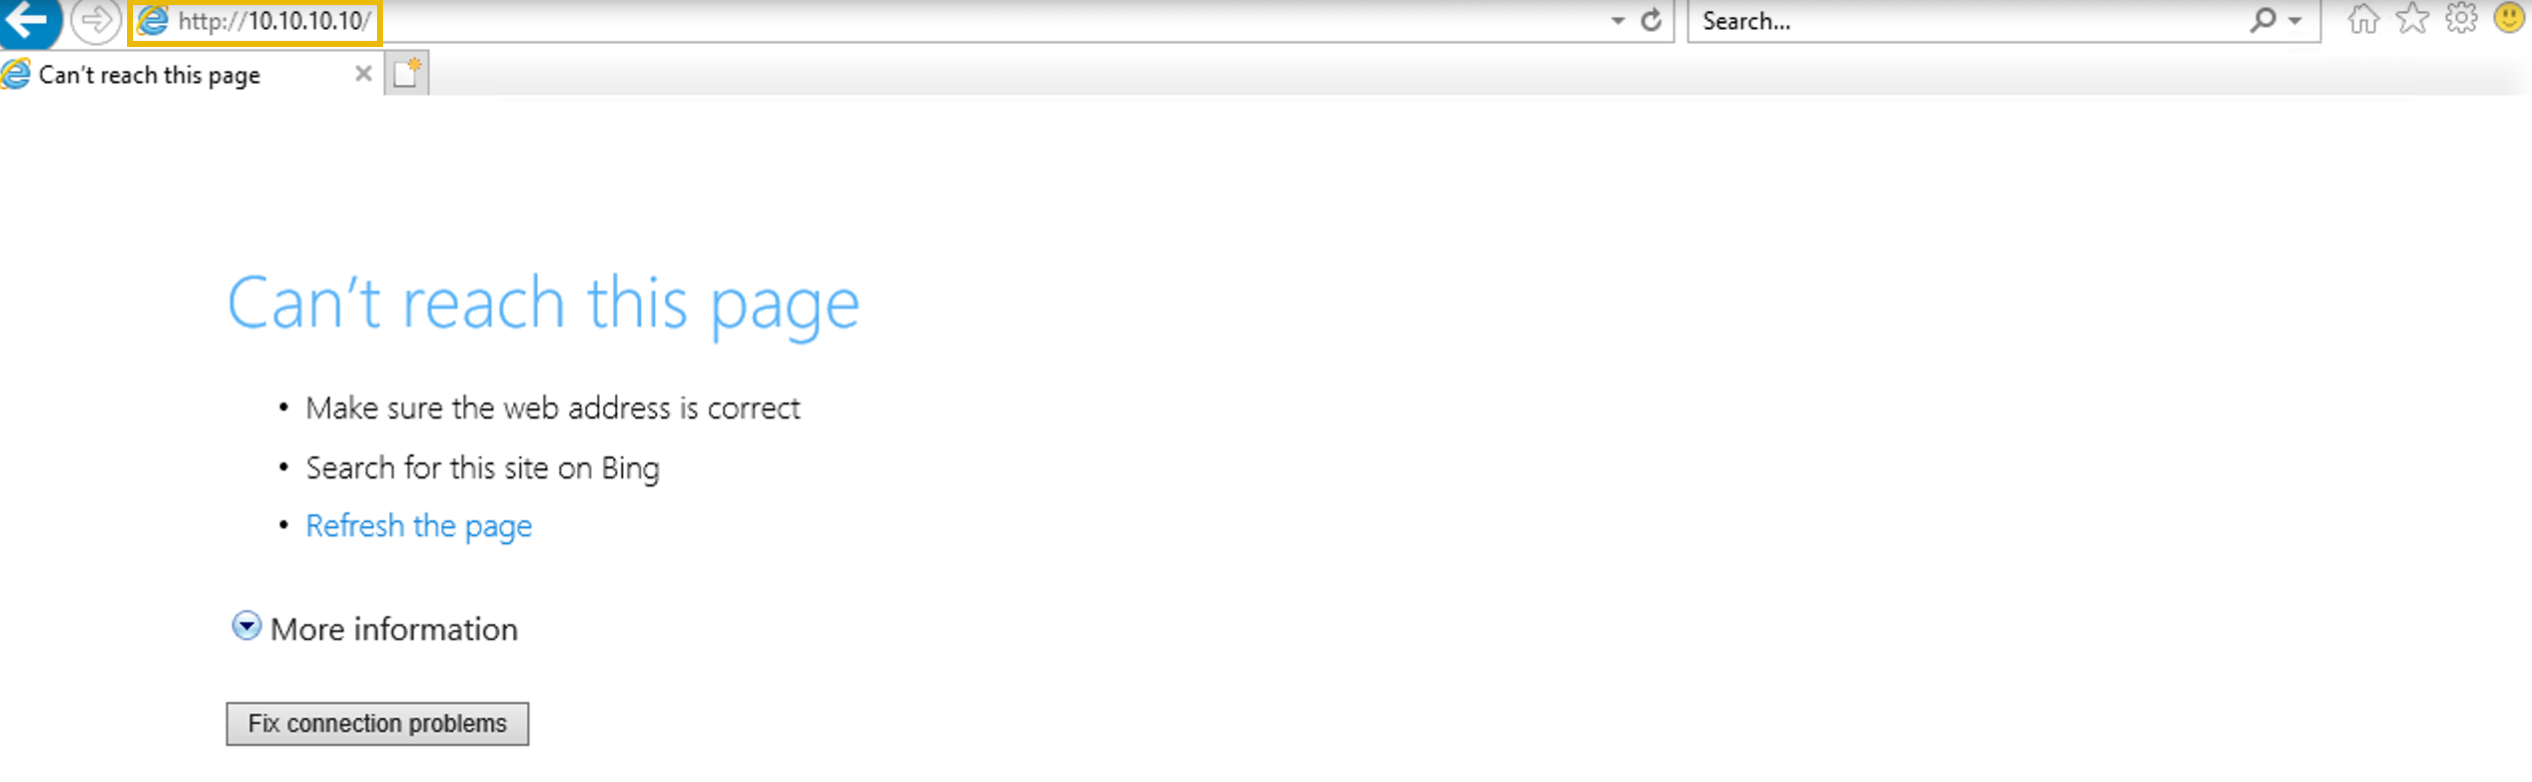 http://10.10.10.10/
Search...
Can't reach this page
Can't reach this page
• Make sure the web address is correct
• Search for this site on Bing
• Refresh the page
More information
Fix connection problems